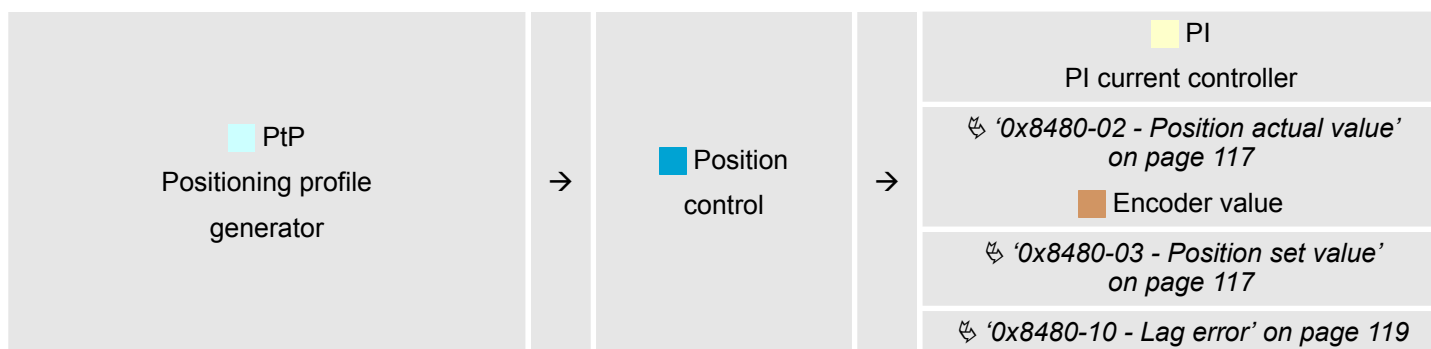 PtP
Positioning profile
generator
→
Position
control
→
PI
PI current controller
↳ ‘0x8480-02 - Position actual value’
on page 117
Encoder value
↳ ‘0x8480-03 - Position set value’
on page 117
↳ ‘0x8480-10 - Lag error’ on page 119